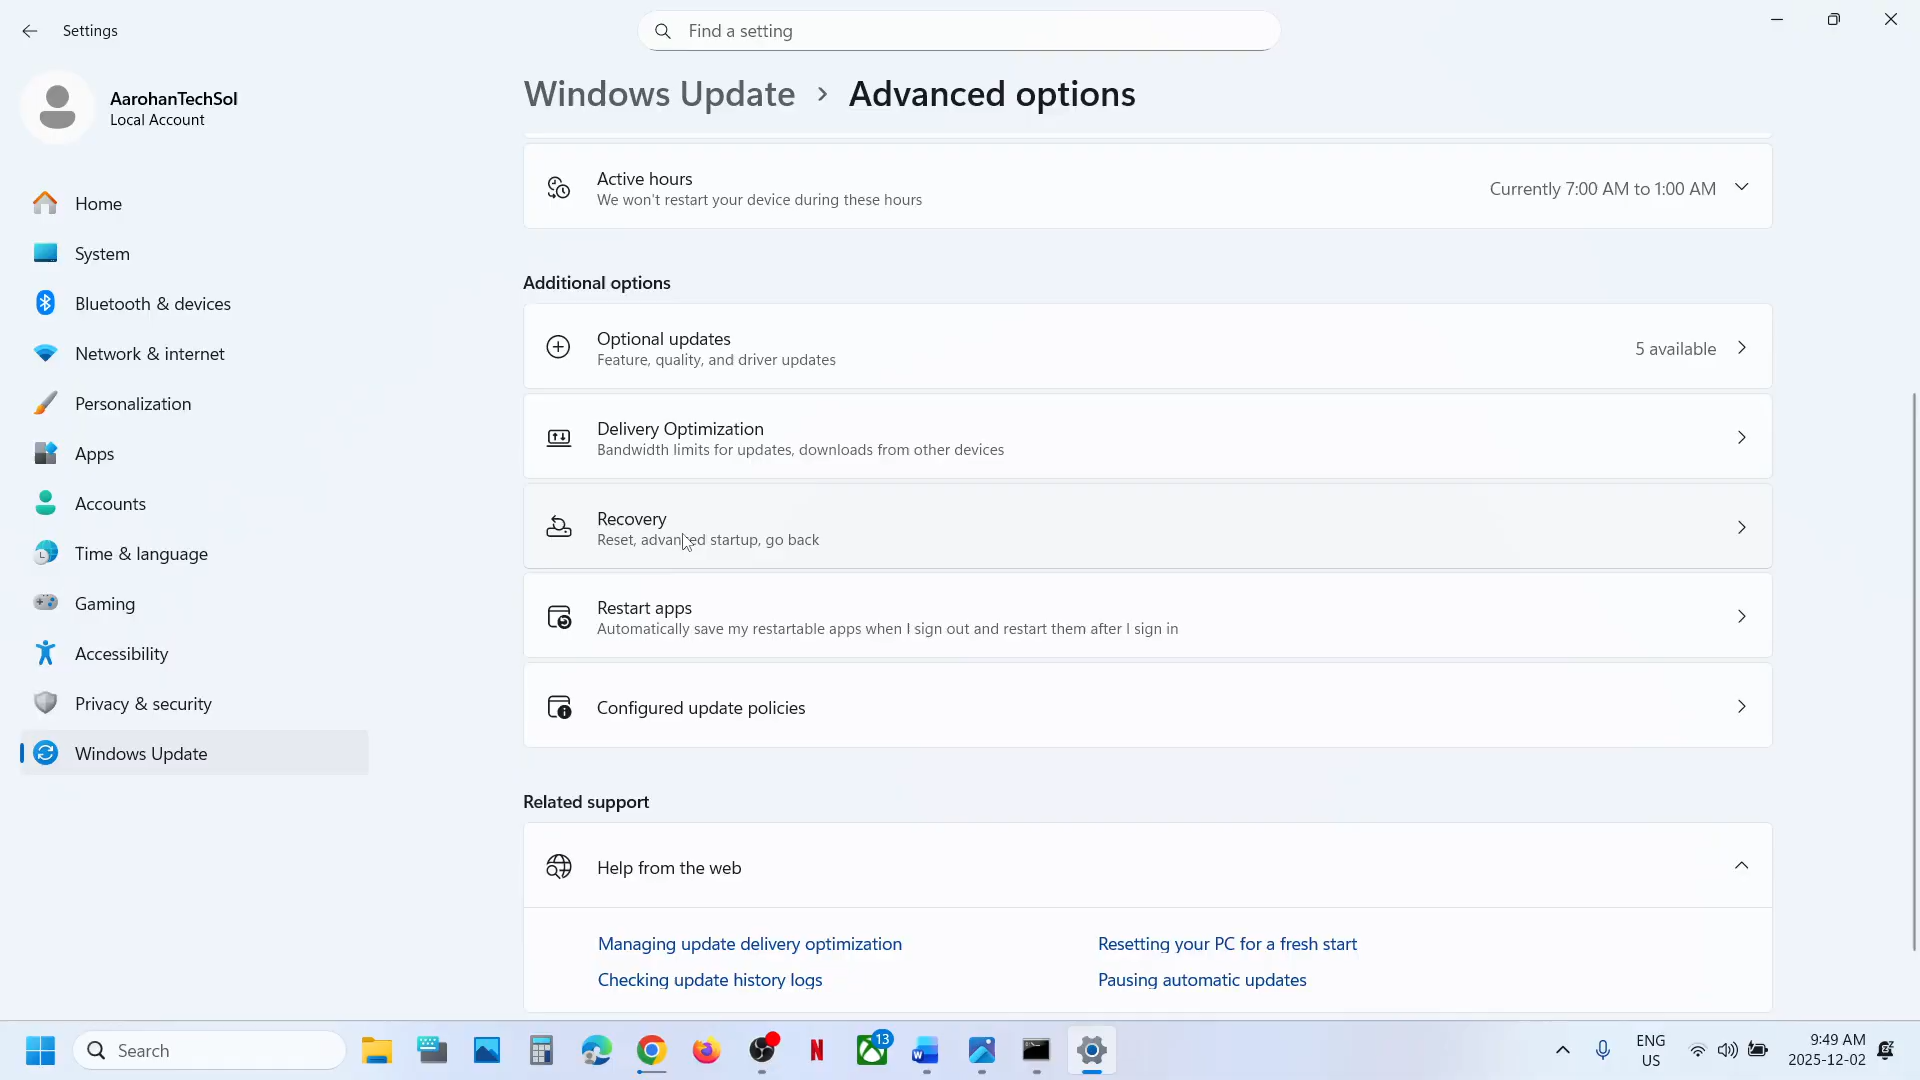 Settings
Find a setting
AarohanTechSol
Local Account
Home
System
Bluetooth & devices
Network & internet
Personalization
Apps
Accounts
Time & language
Gaming
Accessibility
Privacy & security
Windows Update
Windows Update > Advanced options
Active hours
We won't restart your device during these hours
Currently 7:00 AM to 1:00 AM
Additional options
Optional updates
Feature, quality, and driver updates
5 available
Delivery Optimization
Bandwidth limits for updates, downloads from other devices
Recovery
Reset, advanced startup, go back
Restart apps
Automatically save my restartable apps when I sign out and restart them after I sign in
Configured update policies
Related support
Help from the web
Managing update delivery optimization
Resetting your PC for a fresh start
Checking update history logs
Pausing automatic updates
Search
13
ENG
US
9:49 AM
2025-12-02